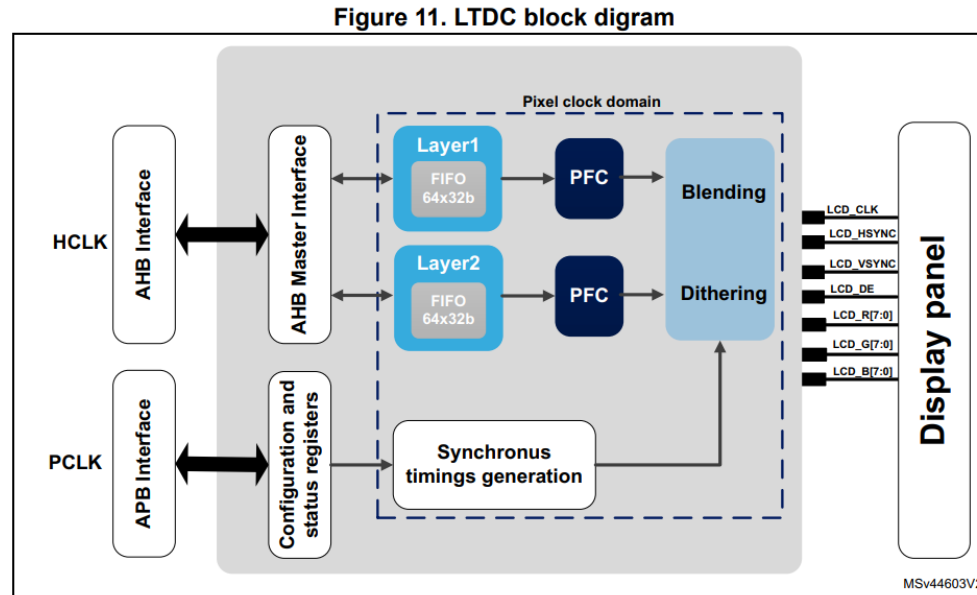 Figure 11. LTDC block digram
Pixel clock domain
HCLK
AHB Interface
AHB Master Interface
Layer1
FIFO
64x32b
PFC
Layer2
FIFO
64x32b
PFC
Blending
Dithering
PCLK
APB Interface
Configuration and
status registers
Synchronus
timings generation
LCD_CLK
LCD_HSYNC
LCD_VSYNC
LCD_DE
LCD_R[7:0]
LCD_G[7:0]
LCD_B[7:0]
Display panel
MSv44603V2